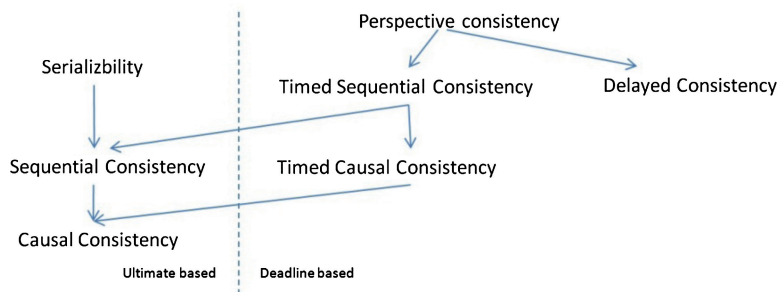 Perspective consistency
Serializbility
Timed Sequential Consistency
Delayed Consistency
Sequential Consistency
Timed Causal Consistency
Causal Consistency
Ultimate based
Deadline based